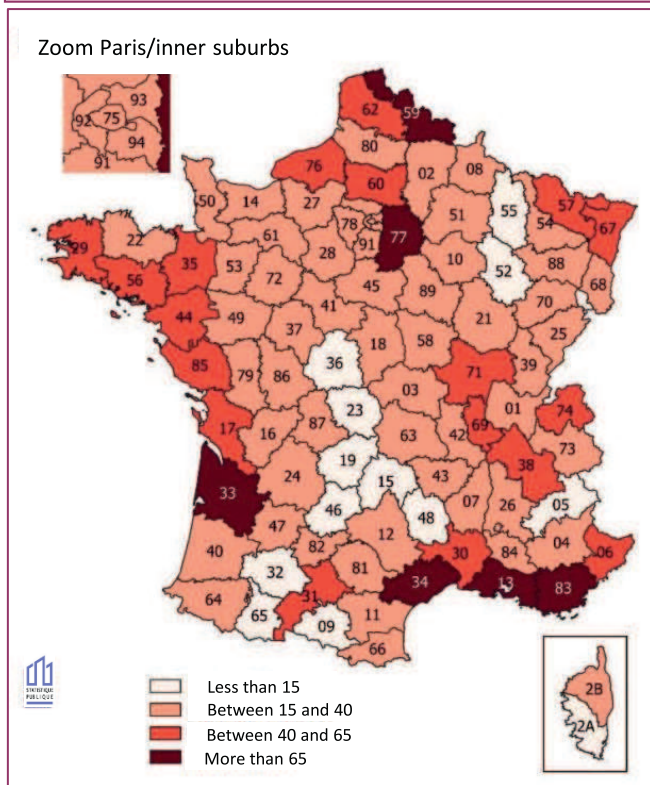 Zoom Paris/inner suburbs
93
92 75
94
91
62 59
80
76 02 08
60
50 14 27 55 57
51 54 67
78
22 61 77
29 91
35 28 10 88
53 52 68
56 72 45
41 89 70
44 49 21 25
37 18 58
85 36 71 39
79 86
03 01 74
23
17 16 87 63 42 69 73
19 38
33 24 15 43
46 48 07 26 05
47 12
40 82 30 84 04 06
32 81 34 13 83
64 31
65 09 11
66
2B
2A
STATISTIQUE
PUBLIQUE
Less than 15
Between 15 and 40
Between 40 and 65
More than 65